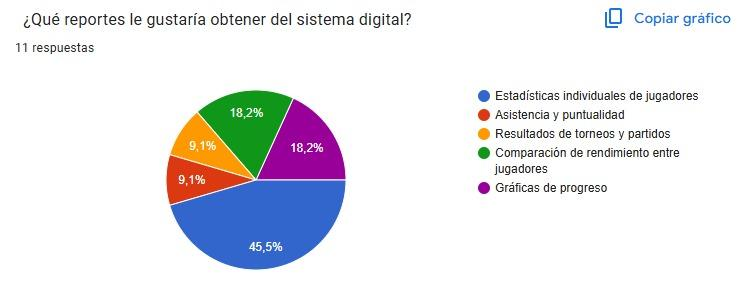 ¿Qué reportes le gustaría obtener del sistema digital?
Copiar gráfico
11 respuestas
18,2%
18,2%
9,1%
9,1%
45,5%
Estadísticas individuales de jugadores
Asistencia y puntualidad
Resultados de torneos y partidos
Comparación de rendimiento entre
jugadores
Gráficas de progreso